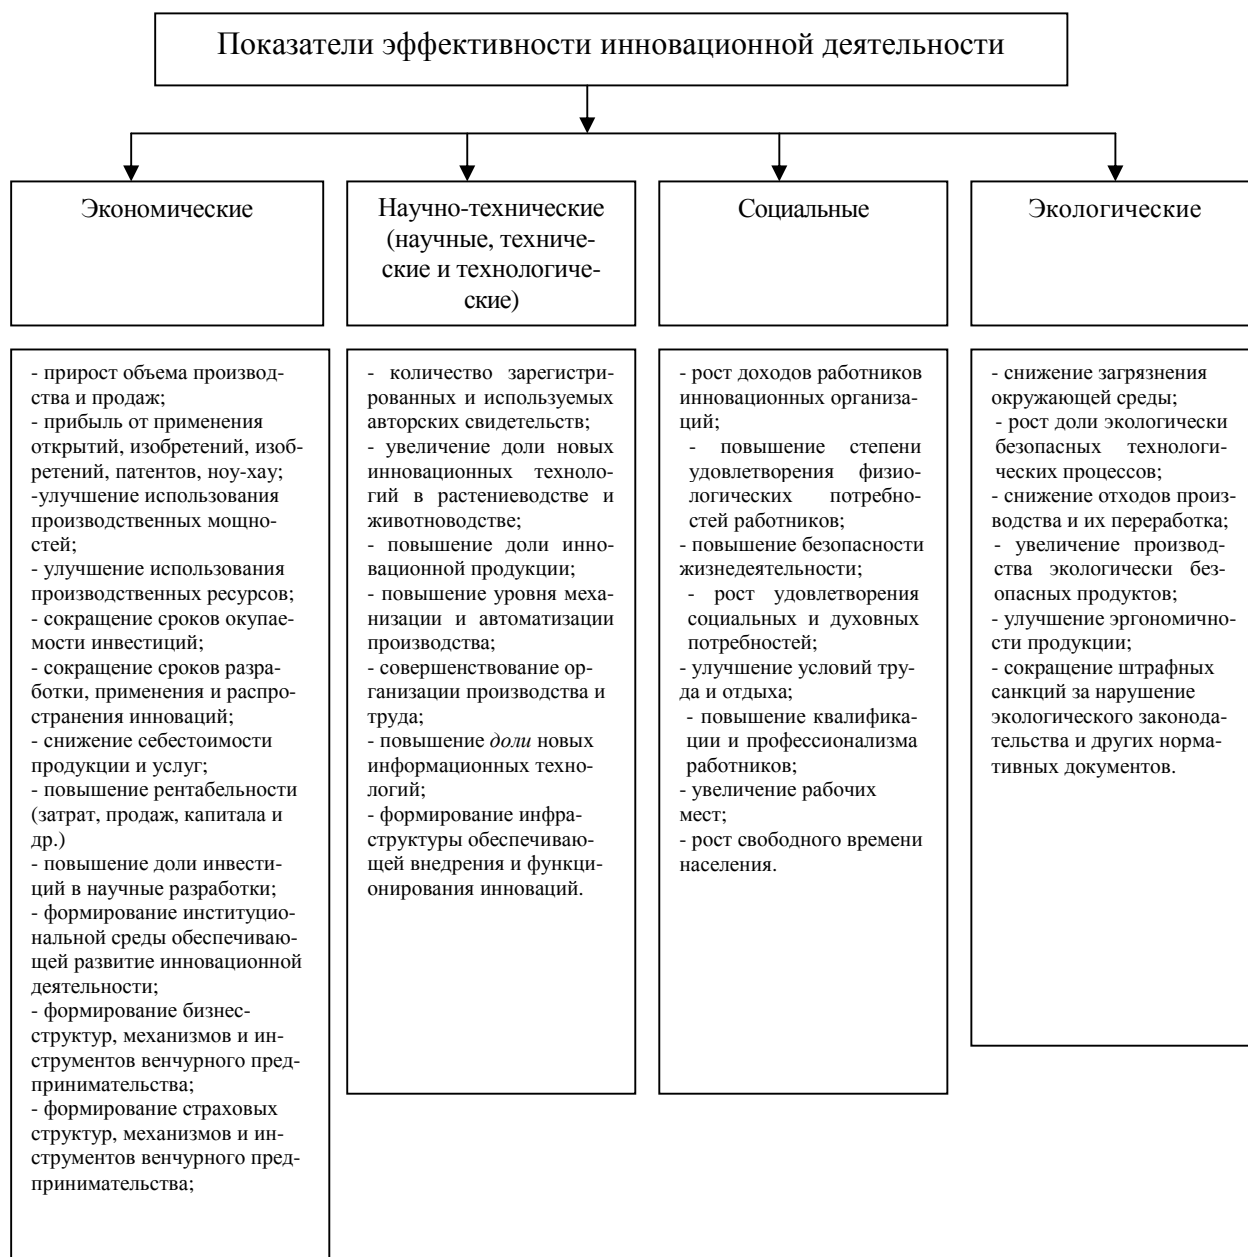 Показатели эффективности инновационной деятельности
Экономические
Научно-технические
(научные, техниче-
ские и технологиче-
ские)
Социальные
Экологические
- прирост объема производ-
ства и продаж;
- прибыль от применения
открытий, изобретений, изоб-
ретений, патентов, ноу-хау;
-улучшение использования
производственных мощно-
стей;
- улучшение использования
производственных ресурсов;
- сокращение сроков окупае-
мости инвестиций;
- сокращение сроков разра-
ботки, применения и распро-
странения инноваций;
- снижение себестоимости
продукции и услуг;
- повышение рентабельности
(затрат, продаж, капитала и
др.)
- повышение доли инвести-
ций в научные разработки;
- формирование институцио-
нальной среды обеспечиваю-
щей развитие инновационной
деятельности;
- формирование бизнес-
структур, механизмов и ин-
струментов венчурного пред-
принимательства;
- формирование страховых
структур, механизмов и ин-
струментов венчурного пред-
принимательства;
- количество зарегистри-
рованных и используемых
авторских свидетельств;
- увеличение доли новых
инновационных техноло-
гий в растениеводстве и
животноводстве;
- повышение доли инно-
вационной продукции;
- повышение уровня меха-
низации и автоматизации
производства;
- совершенствование ор-
ганизации производства и
труда;
- повышение доли новых
информационных техно-
логий;
- формирование инфра-
структуры обеспечиваю-
щей внедрения и функци-
онирования инноваций.
- рост доходов работников
инновационных организа-
ций;
- повышение степени
удовлетворения физио-
логических потребно-
стей работников;
- повышение безопасности
жизнедеятельности;
- рост удовлетворения
социальных и духовных
потребностей;
- улучшение условий тру-
да и отдыха;
- повышение квалифика-
ции и профессионализма
работников;
- увеличение рабочих
мест;
- рост свободного времени
населения.
- снижение загрязнения
окружающей среды;
- рост доли экологически
безопасных технологи-
ческих процессов;
- снижение отходов произ-
водства и их переработка;
- увеличение производ-
ства экологически без-
опасных продуктов;
- улучшение эргономично-
сти продукции;
- сокращение штрафных
санкций за нарушение
экологического законода-
тельства и других норма-
тивных документов.